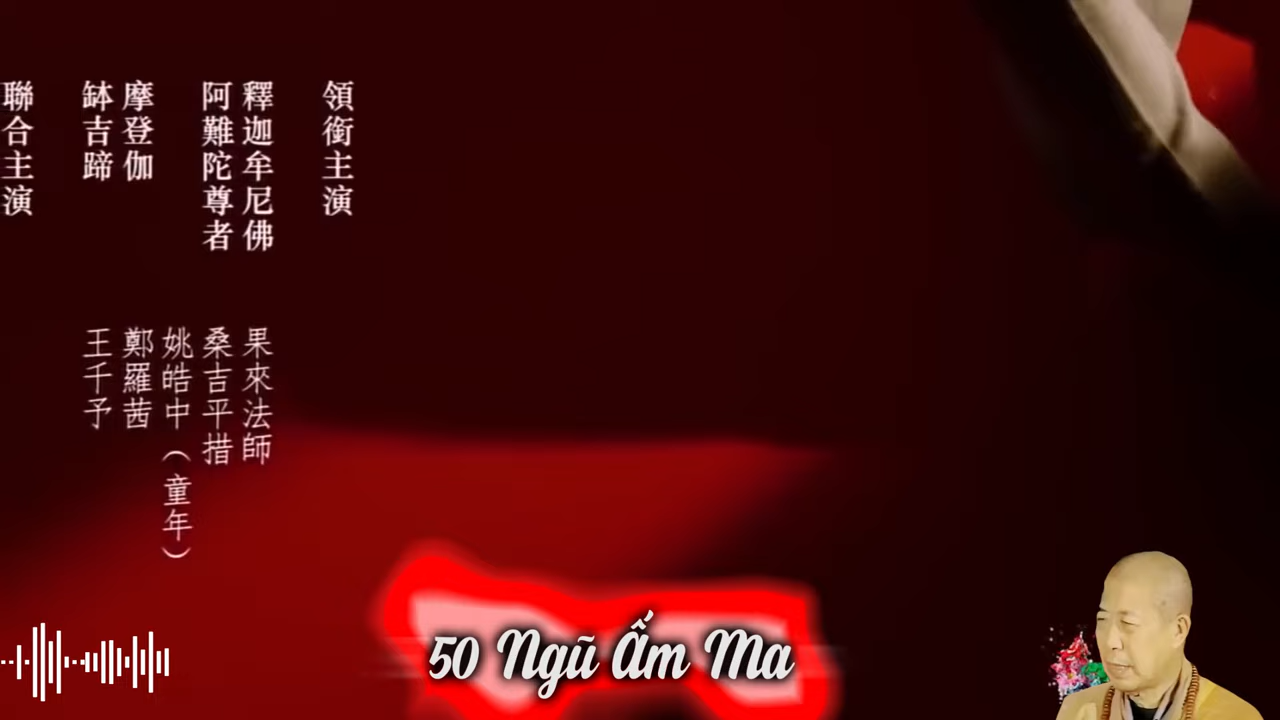 領銜主演
釋迦牟尼佛 果來法師
阿難陀尊者 桑吉平措
姚皓中（童年）
摩登伽 鄭羅茜
缽吉蹄 王千予
聯合主演
50 Ngũ Ấm Ma